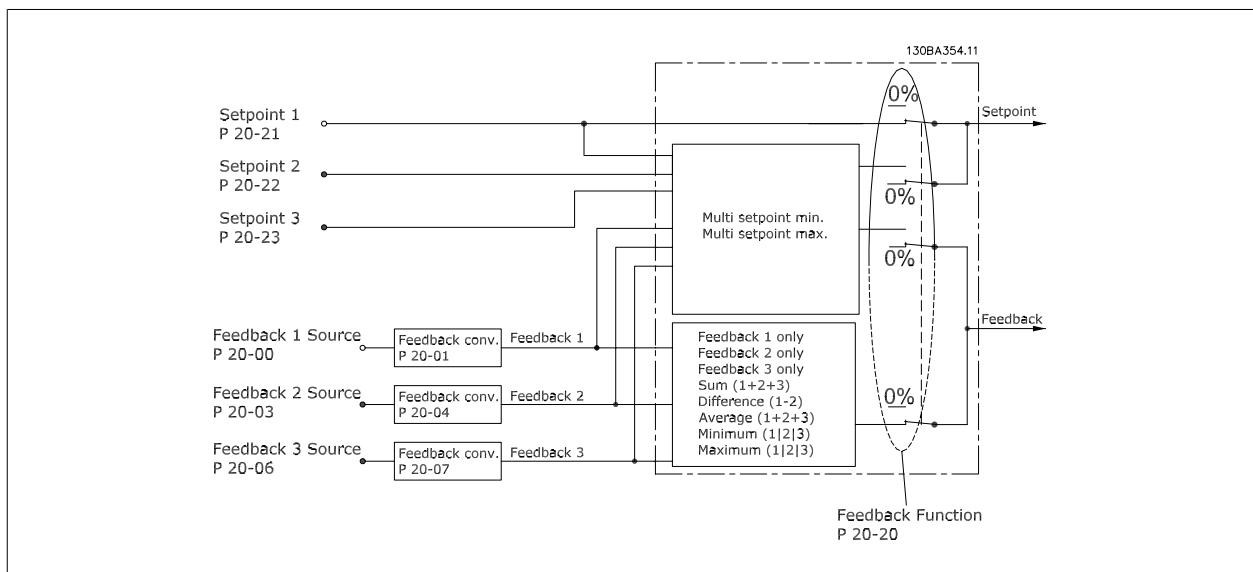 130BA354.11
0%
Setpoint 1
P 20-21
Setpoint
Setpoint 2
P 20-22
0%
Setpoint 3
P 20-23
Multi setpoint min.
Multi setpoint max.
0%
Feedback
Feedback 1 Source
P 20-00
Feedback conv.
P 20-01
Feedback 1
Feedback 2 Source
P 20-03
Feedback conv.
P 20-04
Feedback 2
Feedback 3 Source
P 20-06
Feedback conv.
P 20-07
Feedback 3
Feedback 1 only
Feedback 2 only
Feedback 3 only
Sum (1+2+3)
Difference (1-2)
Average (1+2+3)
Minimum (1|2|3)
Maximum (1|2|3)
0%
Feedback Function
P 20-20